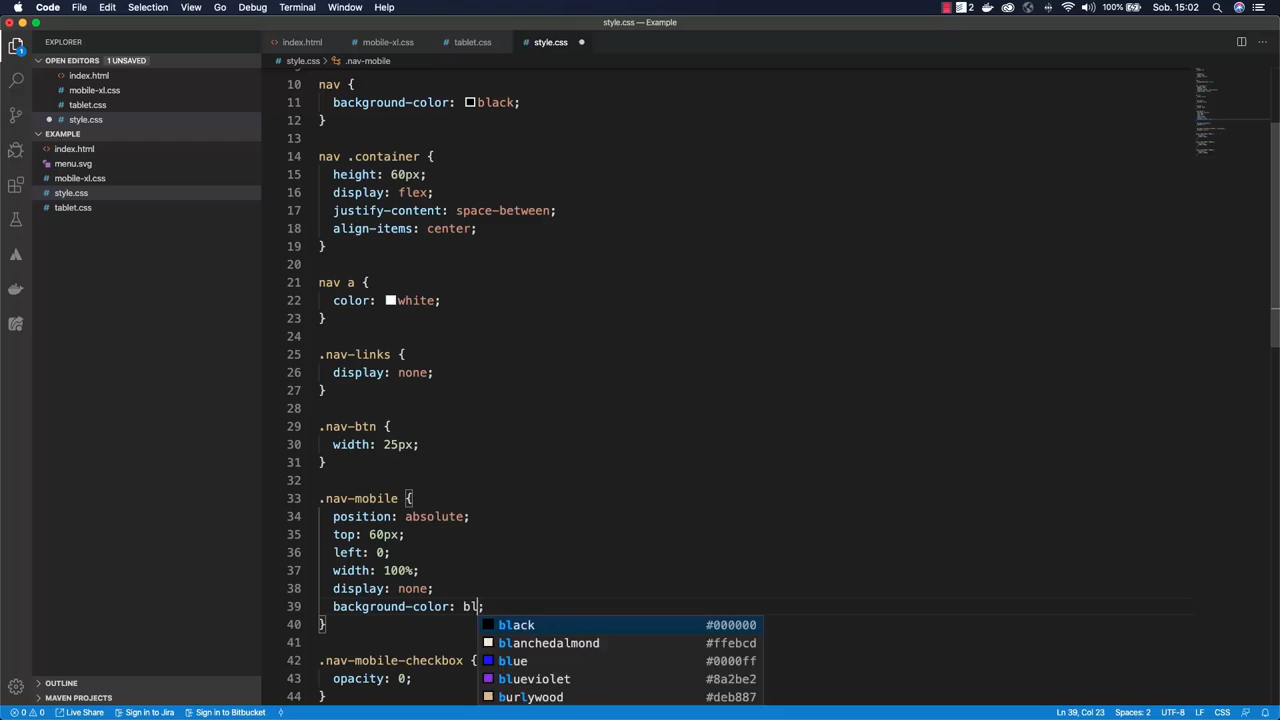 Code File Edit Selection View Go Debug Terminal Window Help 2 100% Sob. 15:02
style.css — Example
EXPLORER
index.html mobile-xl.css tablet.css style.css
OPEN EDITORS 1 UNSAVED
style.css > .nav-mobile
index.html
mobile-xl.css
tablet.css
style.css
EXAMPLE
index.html
menu.svg
mobile-xl.css
style.css
tablet.css
1
10 nav {
11 background-color: black;
12 }
13
14 nav .container {
15 height: 60px;
16 display: flex;
17 justify-content: space-between;
18 align-items: center;
19 }
20
21 nav a {
22 color: white;
23 }
24
25 .nav-links {
26 display: none;
27 }
28
29 .nav-btn {
30 width: 25px;
31 }
32
33 .nav-mobile {
34 position: absolute;
35 top: 60px;
36 left: 0;
37 width: 100%;
38 display: none;
39 background-color: bl;
black #000000
40 }
blanchedalmond #ffebcd
41
blue #0000ff
42 .nav-mobile-checkbox {
blueviolet #8a2be2
43 opacity: 0;
burlywood #deb887
44 }
OUTLINE
MAVEN PROJECTS
0 0 Live Share Sign in to Jira Sign in to Bitbucket Ln 39, Col 23 Spaces: 2 UTF-8 LF CSS